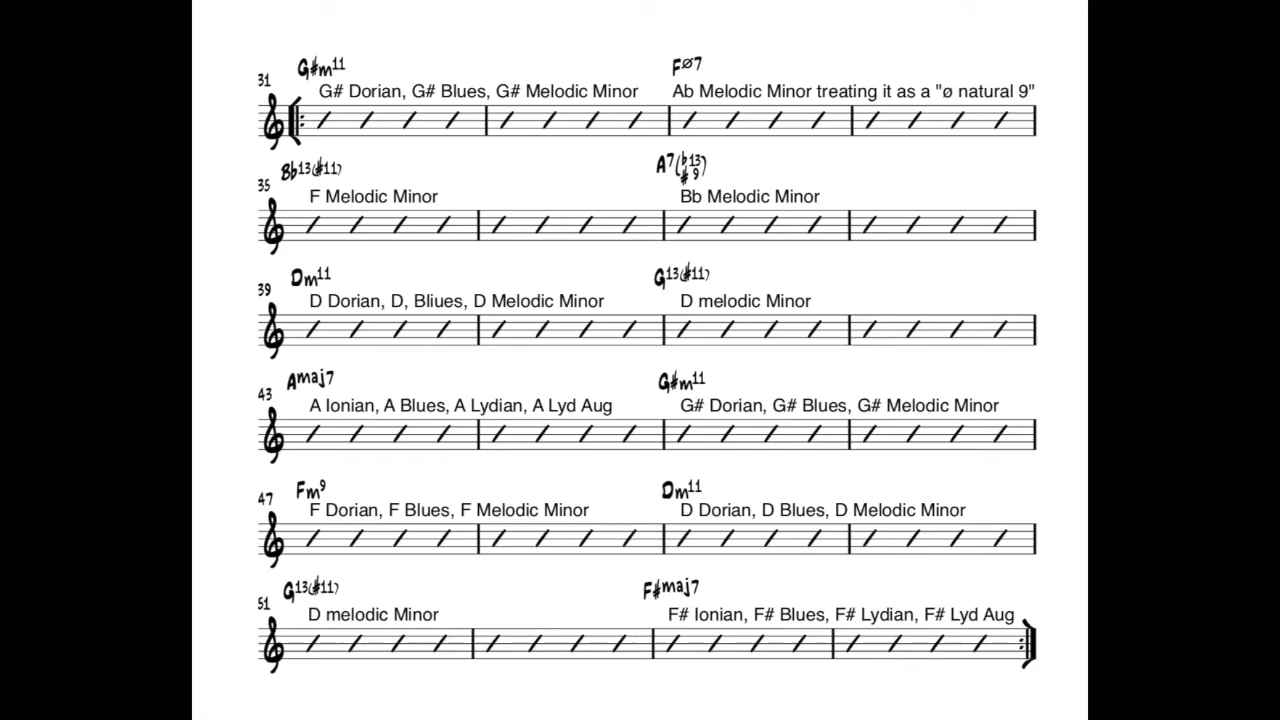 G#m11 Fø7
31 G# Dorian, G# Blues, G# Melodic Minor Ab Melodic Minor treating it as a "ø natural 9"
Bb13(#11) A7(b13 #9)
35 F Melodic Minor Bb Melodic Minor
Dm11 G13(#11)
39 D Dorian, D, Bliues, D Melodic Minor D melodic Minor
Amaj7 G#m11
43 A Ionian, A Blues, A Lydian, A Lyd Aug G# Dorian, G# Blues, G# Melodic Minor
Fm9 Dm11
47 F Dorian, F Blues, F Melodic Minor D Dorian, D Blues, D Melodic Minor
G13(#11) F#maj7
51 D melodic Minor F# Ionian, F# Blues, F# Lydian, F# Lyd Aug